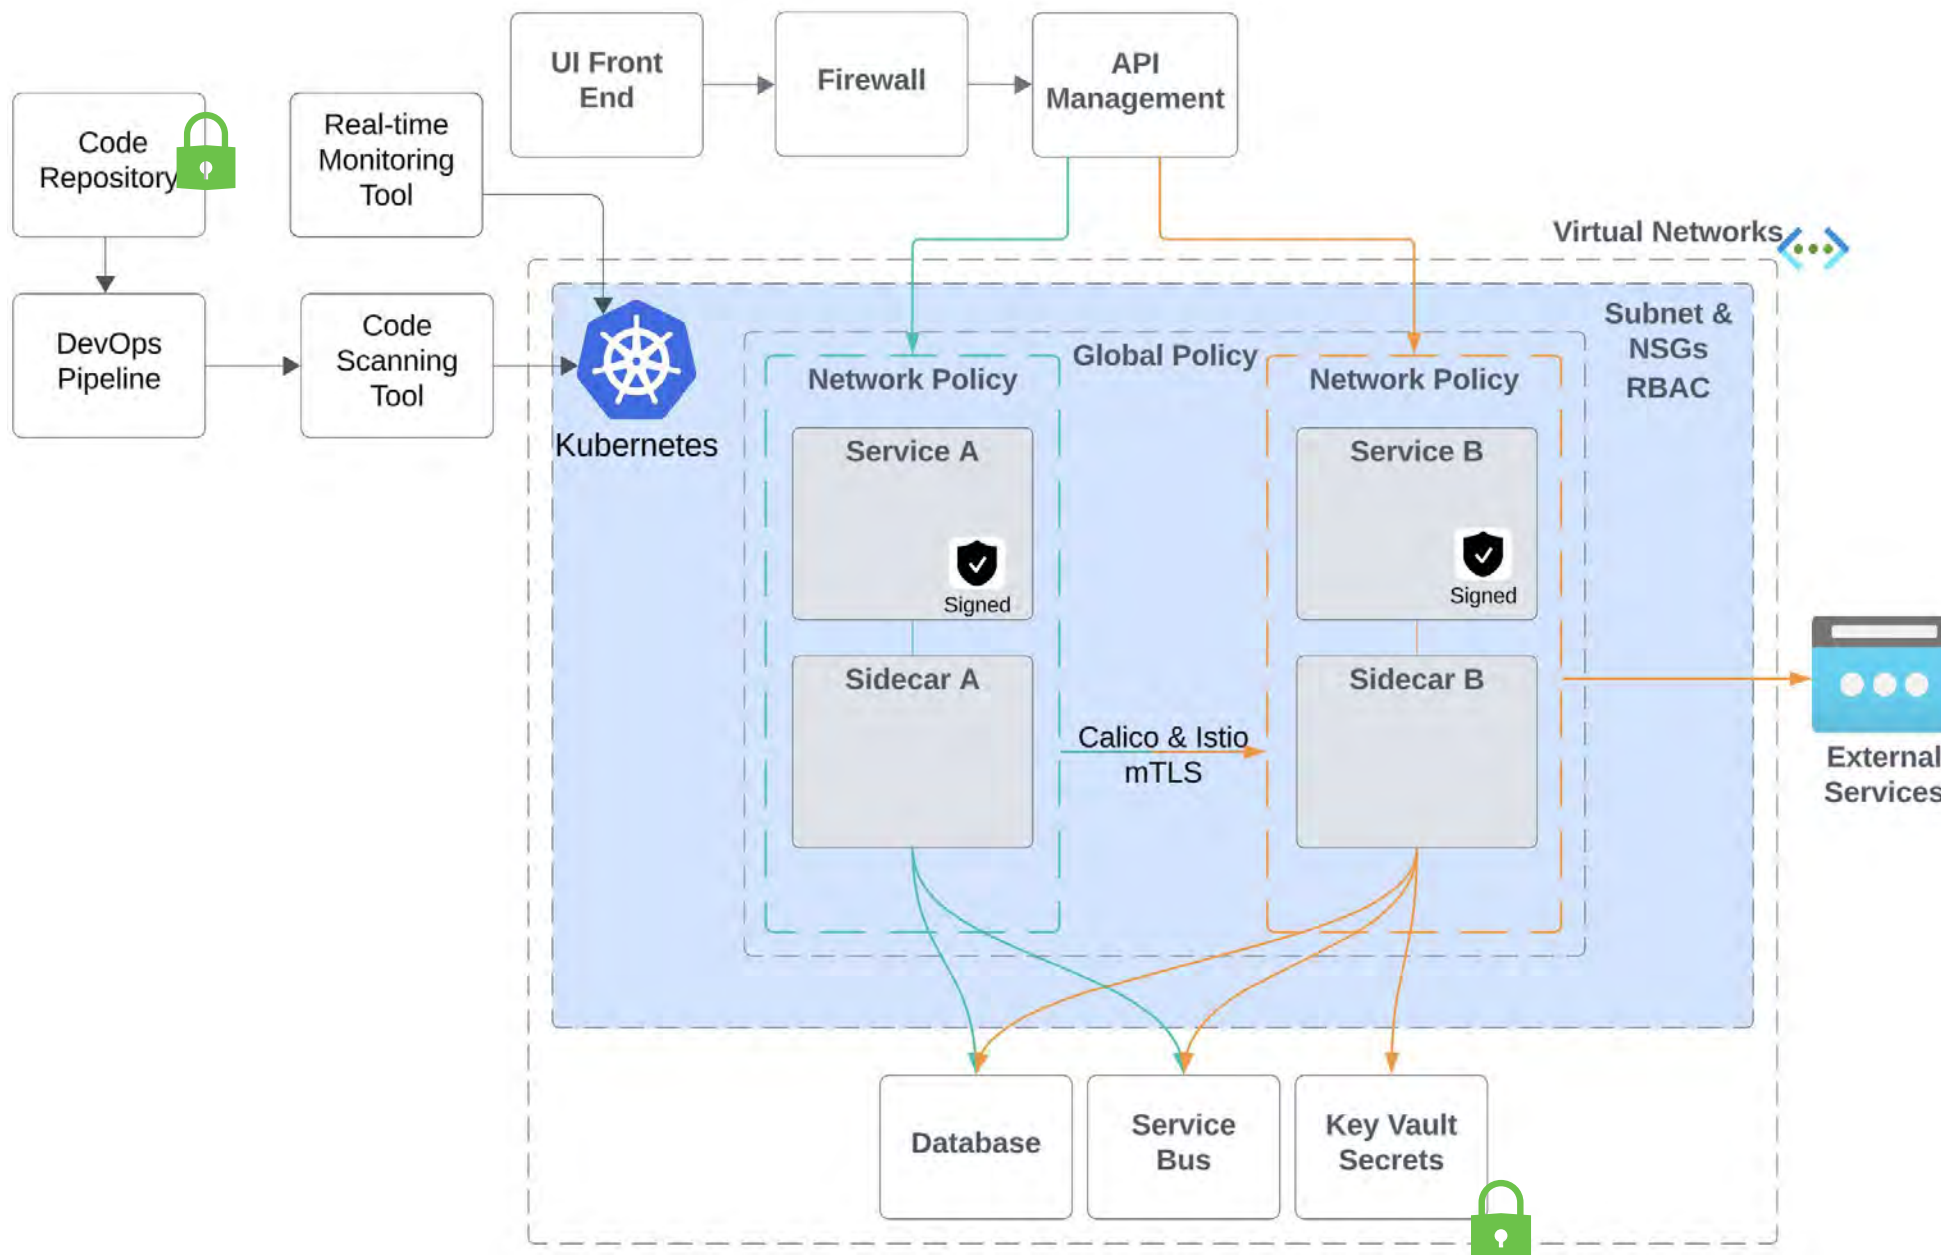 UI Front
End
Firewall
API
Management
Code
Repository
Real-time
Monitoring
Tool
Virtual Networks
DevOps
Pipeline
Code
Scanning
Tool
Kubernetes
Subnet &
NSGs
RBAC
Global Policy
Network Policy
Network Policy
Service A
Signed
Service B
Signed
Sidecar A
Sidecar B
Calico & Istio
mTLS
External
Services
Database
Service
Bus
Key Vault
Secrets